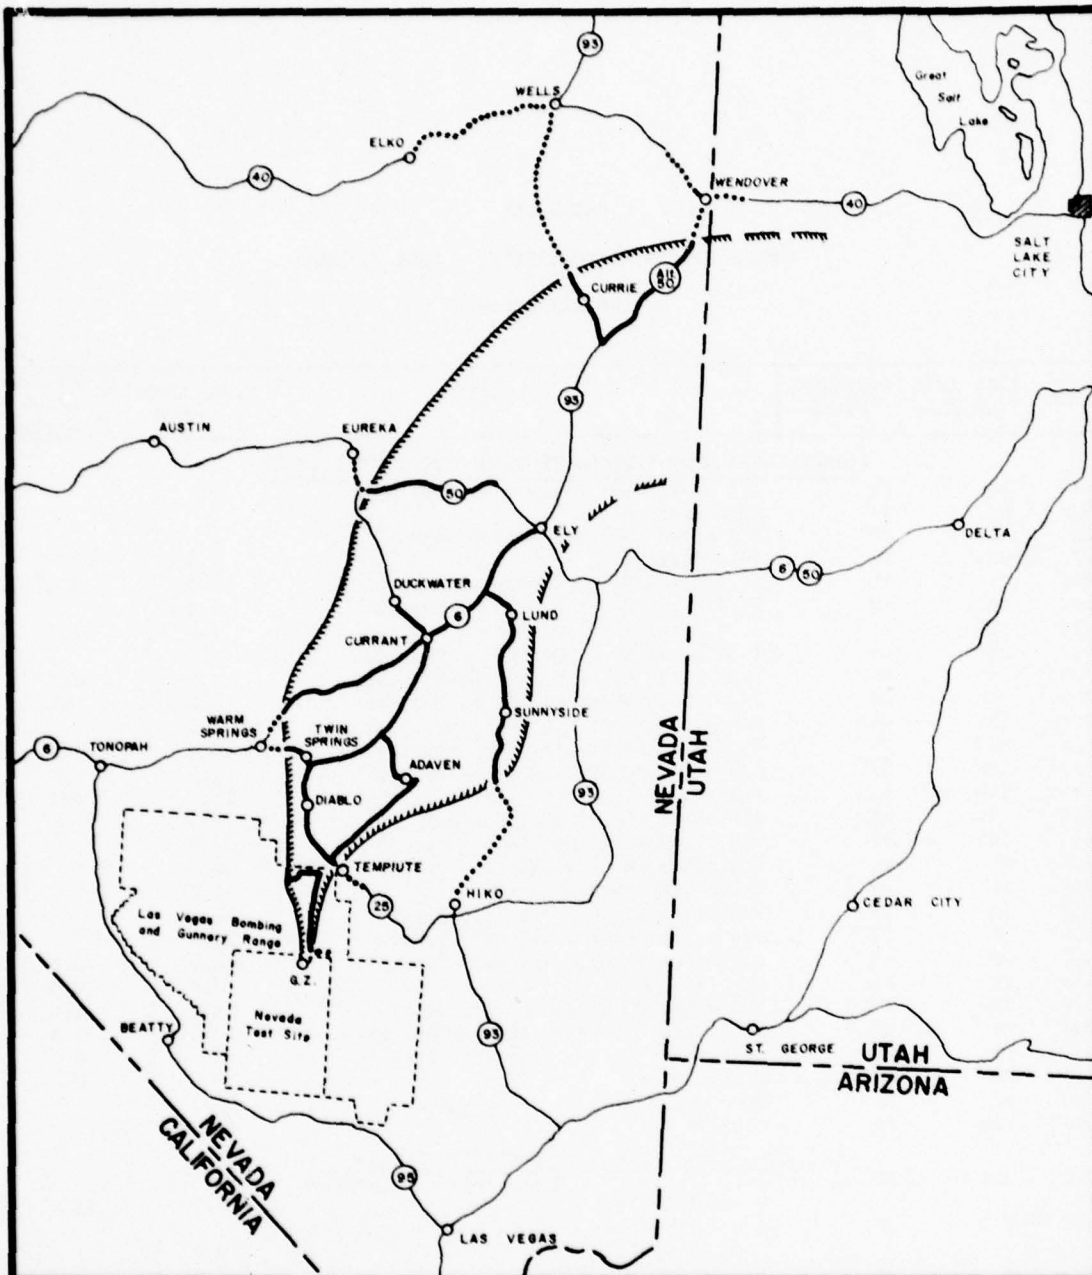 93
WELLS
Great
Salt
Lake
ELKO
40
WENDOVER
40
SALT
LAKE
CITY
Alt
50
CURRIE
93
AUSTIN
EUREKA
50
ELY
DELTA
6 50
DUCKWATER
6
LUND
CURRANT
SUNNYSIDE
WARM
SPRINGS
TWIN
SPRINGS
6
TONOPAH
ADAVEN
NEVADA
UTAH
DIABLO
93
TEMPIUTE
25
HIKO
CEDAR CITY
Las Vegas Bombing
and Gunnery Range
G.Z.
Nevada
Test Site
BEATTY
93
ST. GEORGE
UTAH
ARIZONA
NEVADA
CALIFORNIA
95
LAS VEGAS